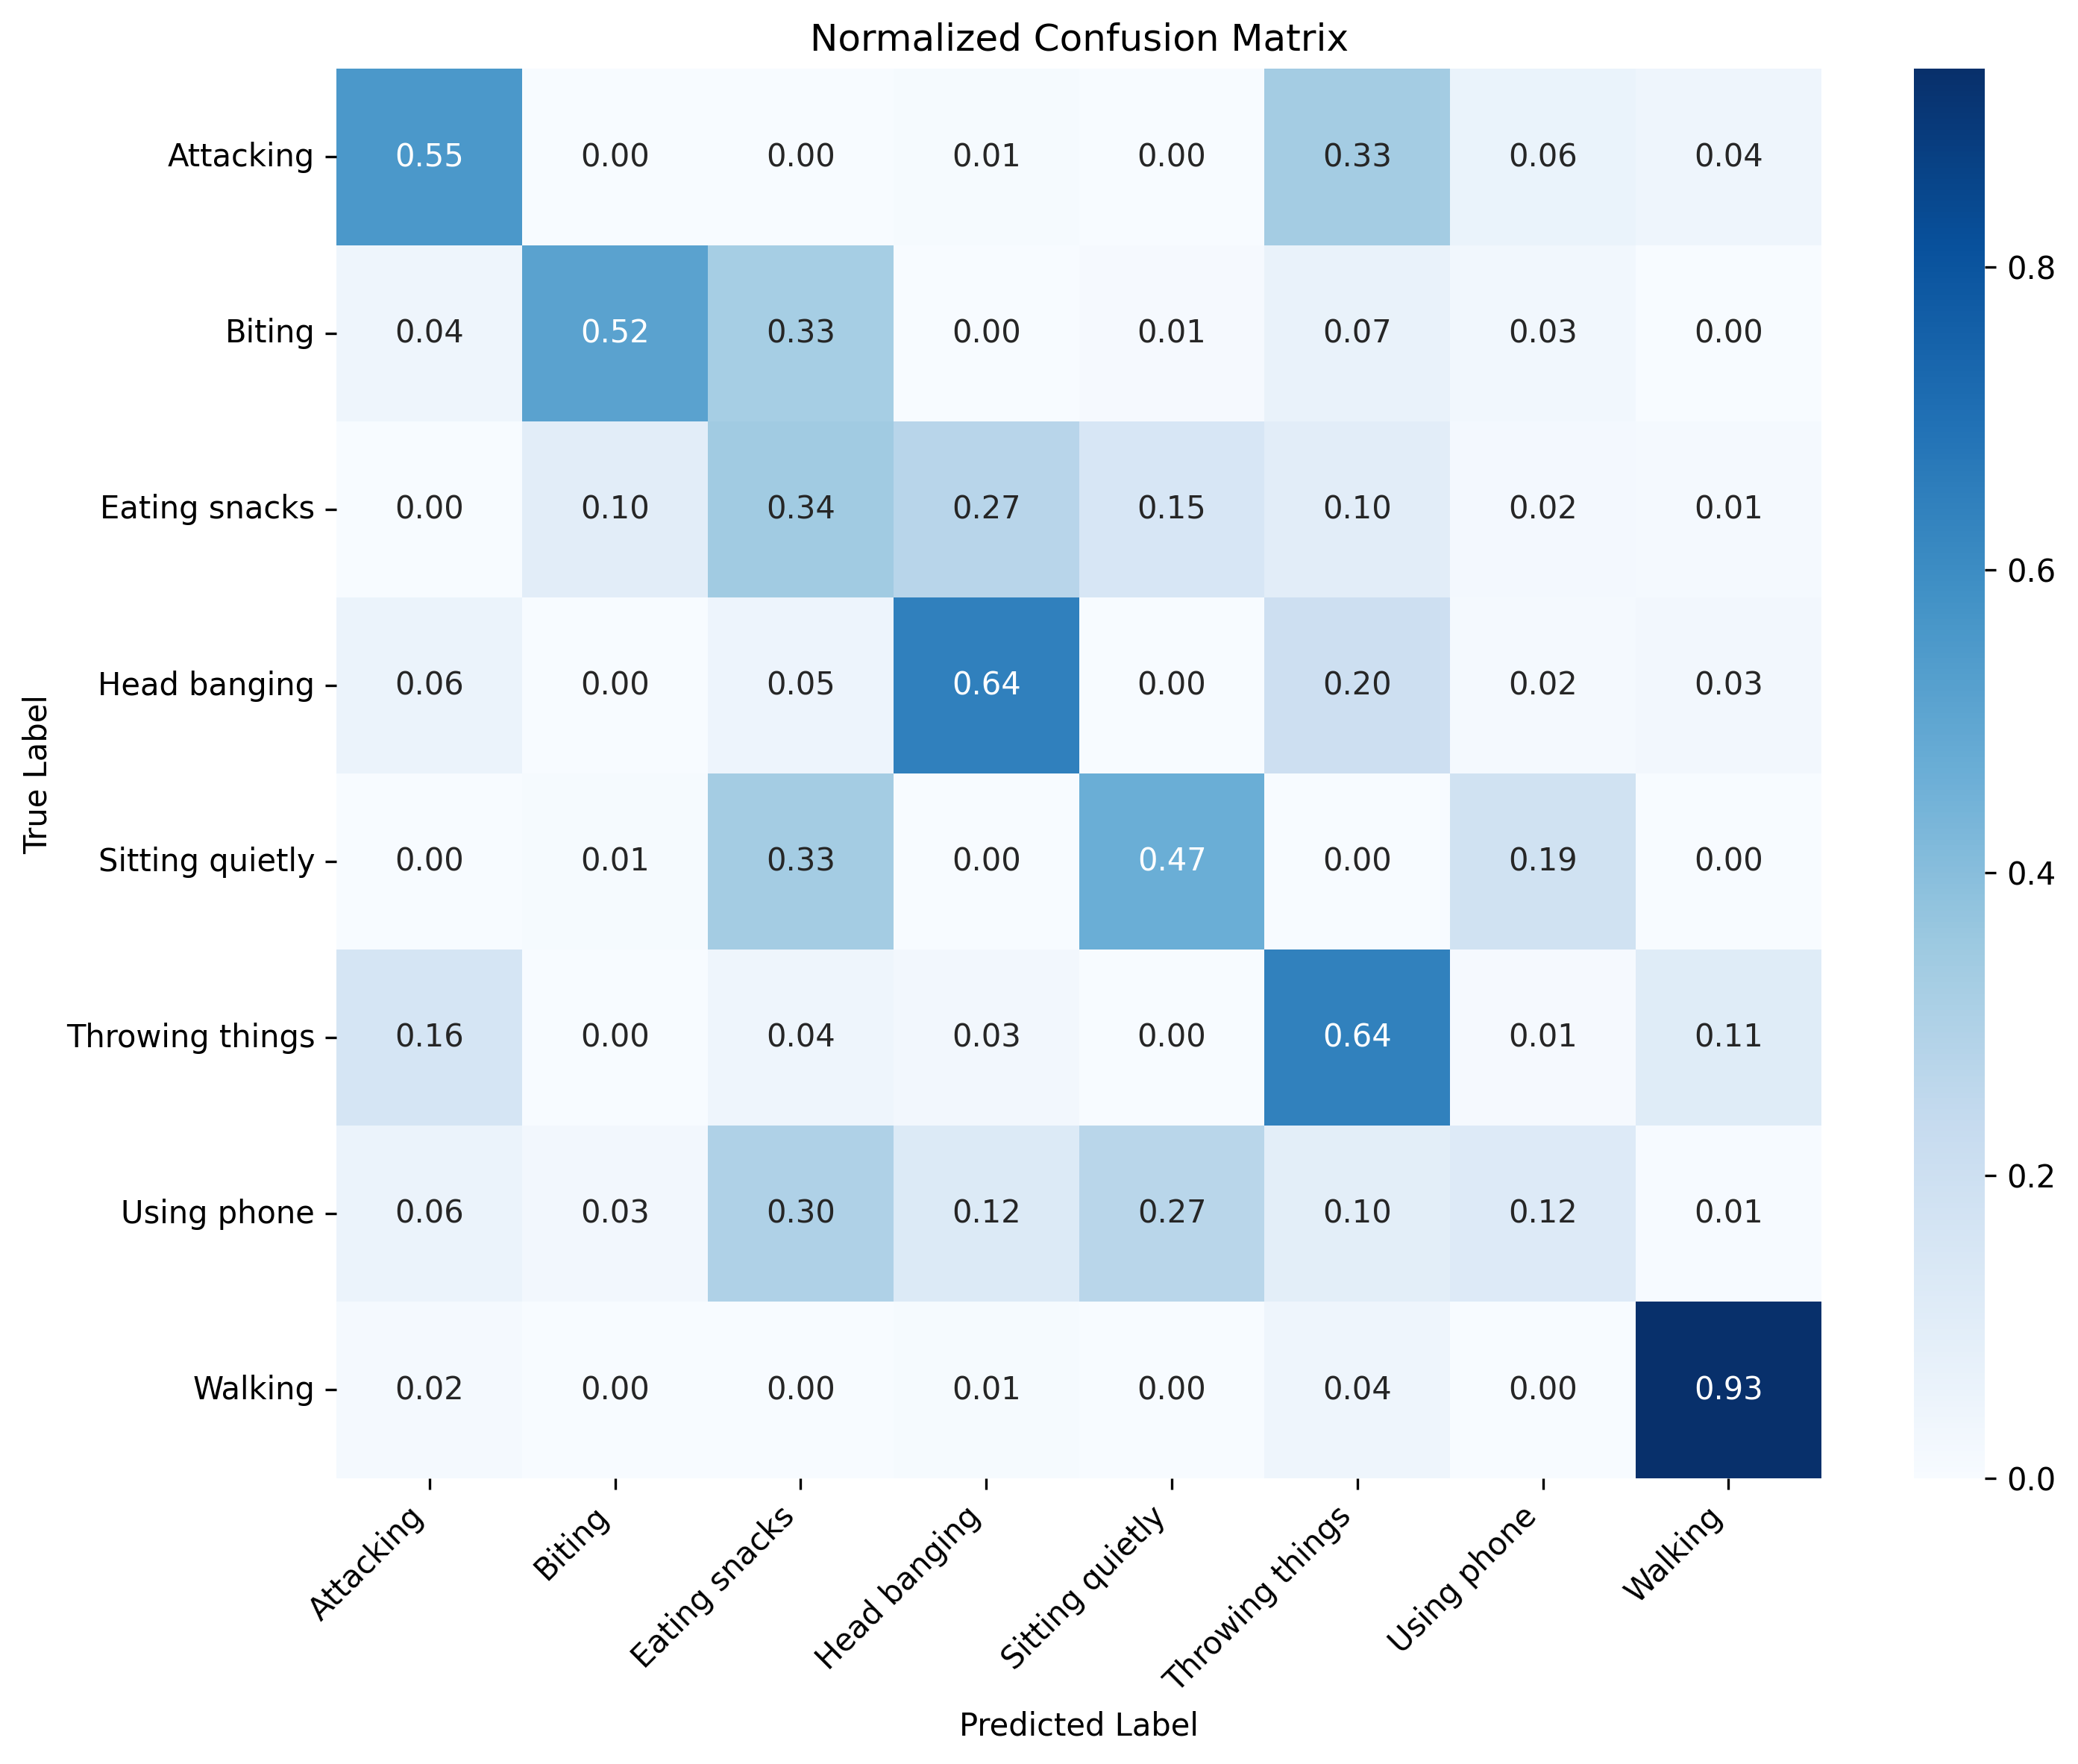 Normalized Confusion Matrix
Attacking 0.55 0.00 0.00 0.01 0.00 0.33 0.06 0.04
Biting 0.04 0.52 0.33 0.00 0.01 0.07 0.03 0.00
Eating snacks 0.00 0.10 0.34 0.27 0.15 0.10 0.02 0.01
Head banging 0.06 0.00 0.05 0.64 0.00 0.20 0.02 0.03
Sitting quietly 0.00 0.01 0.33 0.00 0.47 0.00 0.19 0.00
Throwing things 0.16 0.00 0.04 0.03 0.00 0.64 0.01 0.11
Using phone 0.06 0.03 0.30 0.12 0.27 0.10 0.12 0.01
Walking 0.02 0.00 0.00 0.01 0.00 0.04 0.00 0.93
True Label
Attacking Biting Eating snacks Head banging Sitting quietly Throwing things Using phone Walking
Predicted Label
0.8
0.6
0.4
0.2
0.0